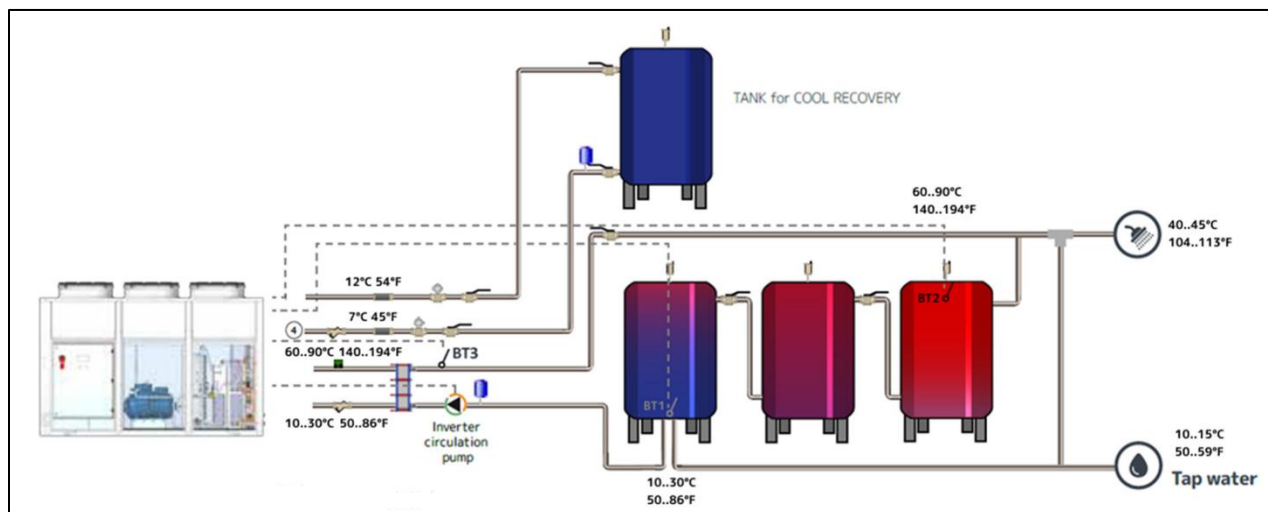 TANK for COOL RECOVERY
60..90°C
140..194°F
40..45°C
104..113°F
12°C 54°F
BT2
7°C 45°F
4
60..90°C 140..194°F
BT3
BT1
10..30°C 50..86°F
Inverter
circulation
pump
10..15°C
50..59°F
Tap water
10..30°C
50..86°F